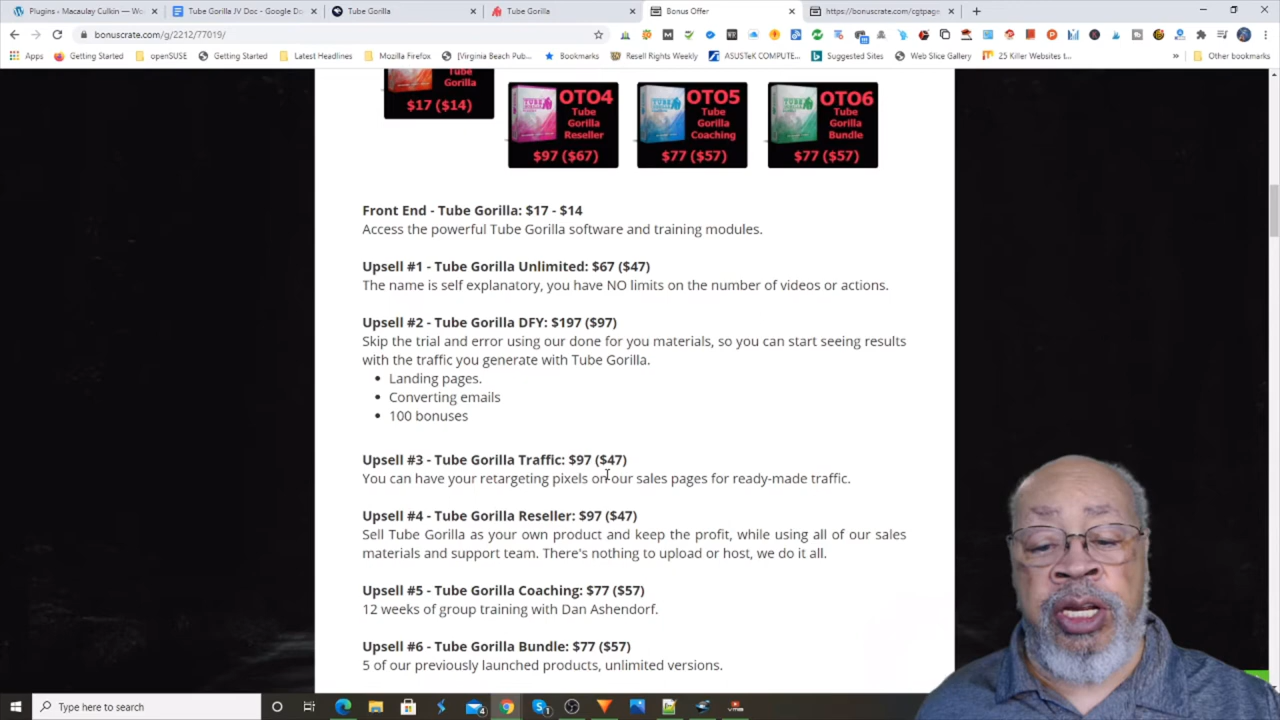 Plugins - Macaulay Culkin — Wo
Tube Gorilla JV Doc - Google Do
Tube Gorilla
Tube Gorilla
Bonus Offer
https://bonuscrate.com/cgtpage
bonuscrate.com/g/2212/77019/
Apps
Getting Started
openSUSE
Getting Started
Latest Headlines
Mozilla Firefox
[Virginia Beach Pub...
Bookmarks
Resell Rights Weekly
ASUSTeK COMPUTE...
Suggested Sites
Web Slice Gallery
25 Killer Websites t...
Other bookmarks
Tube
Gorilla
$17 ($14)
TUBE GORILLA
OTO4
Tube
Gorilla
Reseller
$97 ($67)
TUBE GORILLA
OTO5
Tube
Gorilla
Coaching
$77 ($57)
TUBE GORILLA
OTO6
Tube
Gorilla
Bundle
$77 ($57)
Front End - Tube Gorilla: $17 - $14
Access the powerful Tube Gorilla software and training modules.
Upsell #1 - Tube Gorilla Unlimited: $67 ($47)
The name is self explanatory, you have NO limits on the number of videos or actions.
Upsell #2 - Tube Gorilla DFY: $197 ($97)
Skip the trial and error using our done for you materials, so you can start seeing results
with the traffic you generate with Tube Gorilla.
• Landing pages.
• Converting emails
• 100 bonuses
Upsell #3 - Tube Gorilla Traffic: $97 ($47)
You can have your retargeting pixels on our sales pages for ready-made traffic.
Upsell #4 - Tube Gorilla Reseller: $97 ($47)
Sell Tube Gorilla as your own product and keep the profit, while using all of our sales
materials and support team. There's nothing to upload or host, we do it all.
Upsell #5 - Tube Gorilla Coaching: $77 ($57)
12 weeks of group training with Dan Ashendorf.
Upsell #6 - Tube Gorilla Bundle: $77 ($57)
5 of our previously launched products, unlimited versions.
Type here to search